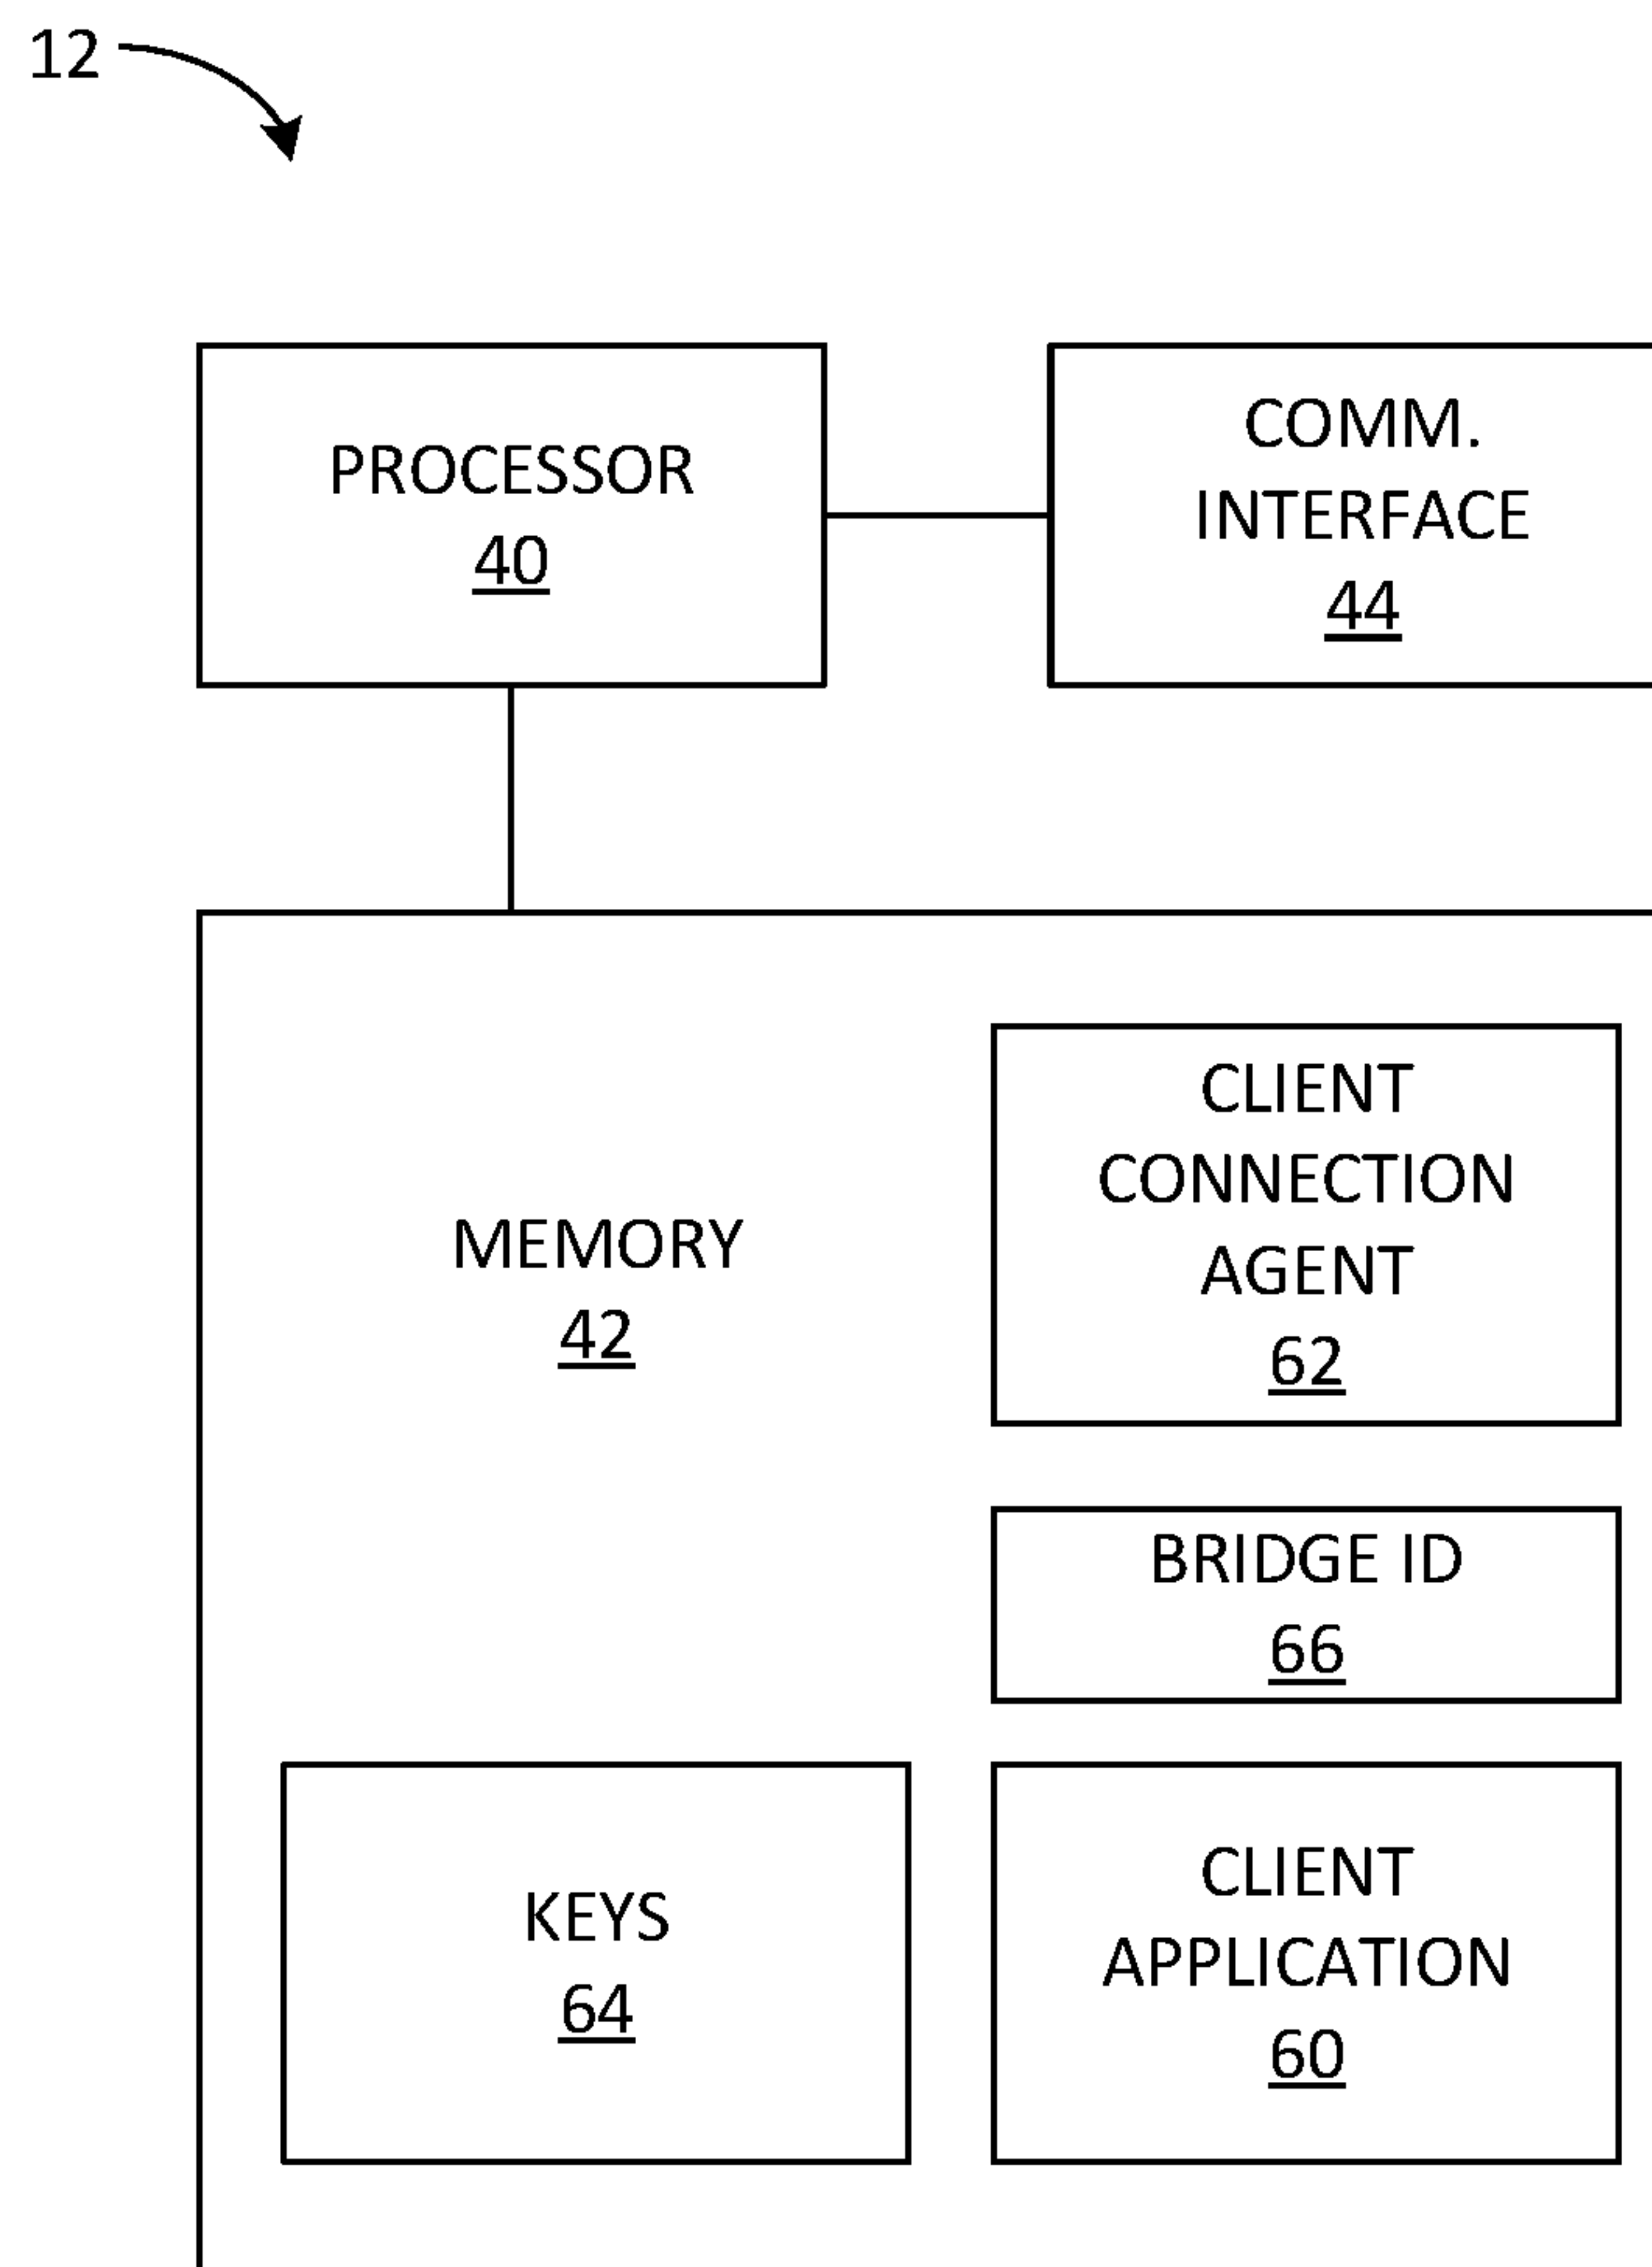 12
PROCESSOR
40
COMM.
INTERFACE
44
MEMORY
42
CLIENT
CONNECTION
AGENT
62
BRIDGE ID
66
KEYS
64
CLIENT
APPLICATION
60